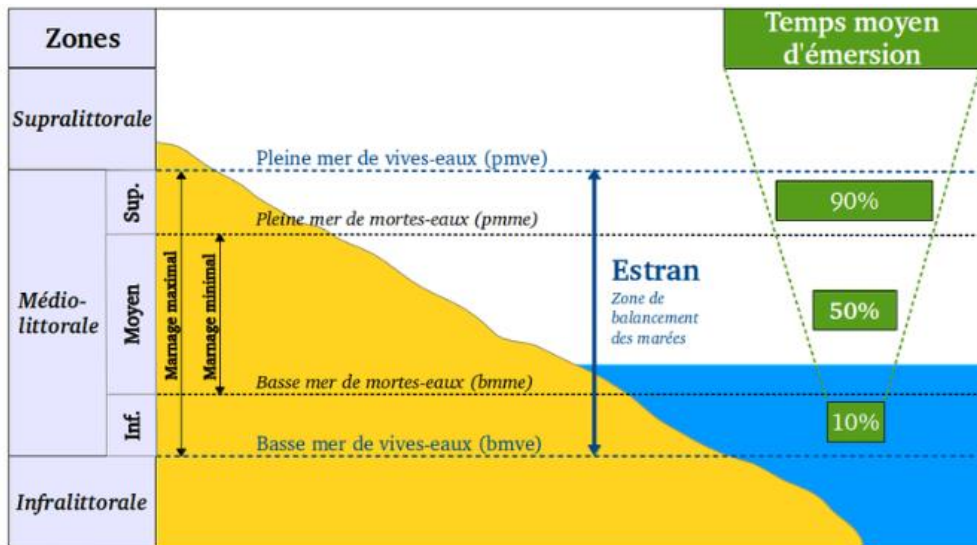 Zones
Temps moyen
d'émersion
Supralittorale
Pleine mer de vives-eaux (pmve)
Sup.
90%
Pleine mer de mortes-eaux (pmme)
Médio-
littorale
Moyen
Marnage maximal
Marnage minimal
Estran
Zone de
balancement
des marées
50%
Basse mer de mortes-eaux (bmme)
Inf.
10%
Basse mer de vives-eaux (bmve)
Infralittorale